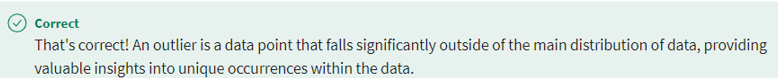 Correct
That's correct! An outlier is a data point that falls significantly outside of the main distribution of data, providing
valuable insights into unique occurrences within the data.